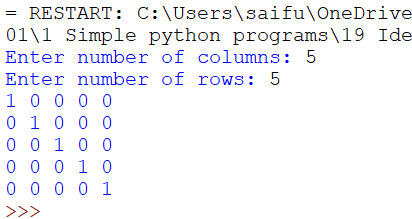 = RESTART: C:\Users\saifu\OneDrive
01\1 Simple python programs\19 Ide
Enter number of columns: 5
Enter number of rows: 5
1 0 0 0 0
0 1 0 0 0
0 0 1 0 0
0 0 0 1 0
0 0 0 0 1
>>>